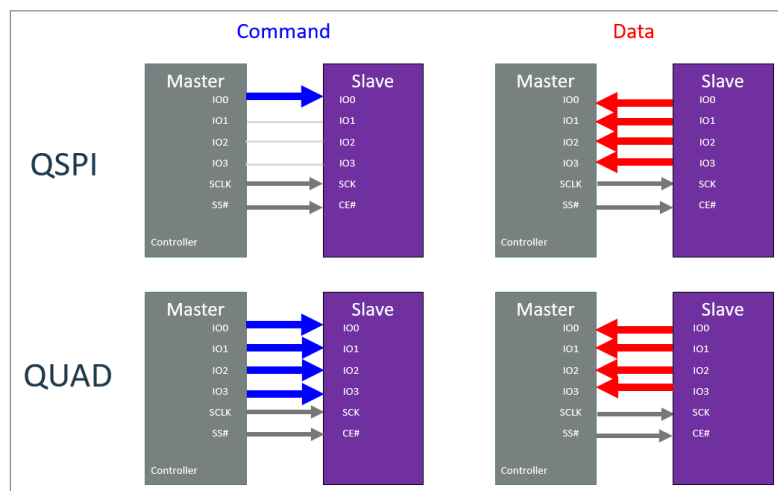 Command
Data
QSPI
Master Slave
IO0 IO0
IO1 IO1
IO2 IO2
IO3 IO3
SCLK SCK
SS# CE#
Controller
Master Slave
IO0 IO0
IO1 IO1
IO2 IO2
IO3 IO3
SCLK SCK
SS# CE#
Controller
QUAD
Master Slave
IO0 IO0
IO1 IO1
IO2 IO2
IO3 IO3
SCLK SCK
SS# CE#
Controller
Master Slave
IO0 IO0
IO1 IO1
IO2 IO2
IO3 IO3
SCLK SCK
SS# CE#
Controller